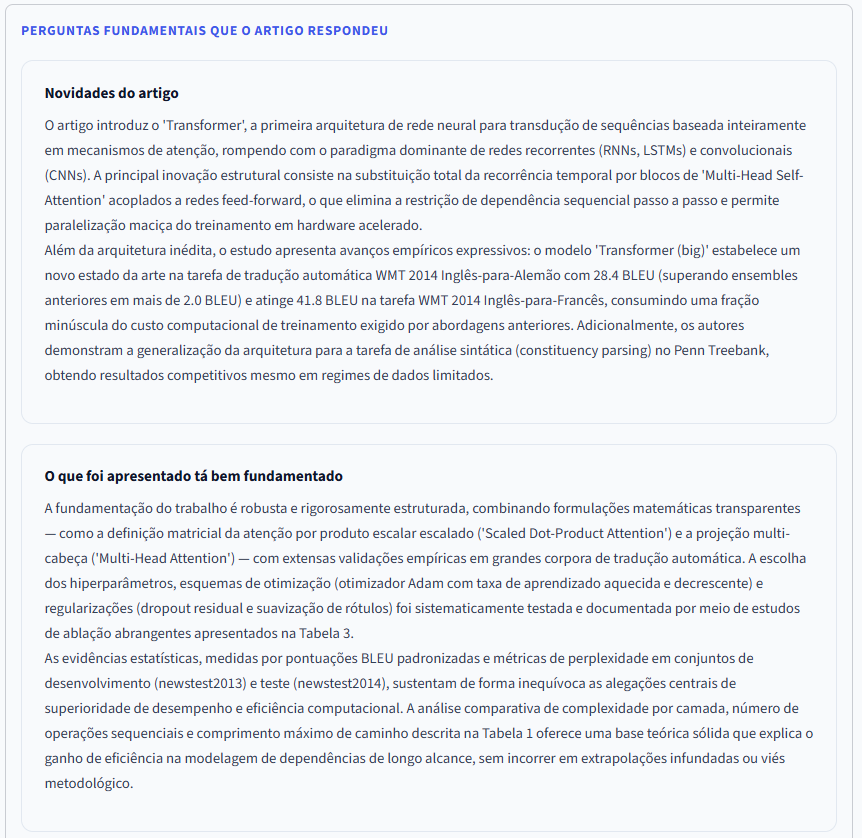 PERGUNTAS FUNDAMENTAIS QUE O ARTIGO RESPONDEU
Novidades do artigo
O artigo introduz o 'Transformer', a primeira arquitetura de rede neural para transdução de sequências baseada inteiramente
em mecanismos de atenção, rompendo com o paradigma dominante de redes recorrentes (RNNs, LSTMs) e convolucionais
(CNNs). A principal inovação estrutural consiste na substituição total da recorrência temporal por blocos de 'Multi-Head Self-
Attention' acoplados a redes feed-forward, o que elimina a restrição de dependência sequencial passo a passo e permite
paralelização maciça do treinamento em hardware acelerado.
Além da arquitetura inédita, o estudo apresenta avanços empíricos expressivos: o modelo 'Transformer (big)' estabelece um
novo estado da arte na tarefa de tradução automática WMT 2014 Inglês-para-Alemão com 28.4 BLEU (superando ensembles
anteriores em mais de 2.0 BLEU) e atinge 41.8 BLEU na tarefa WMT 2014 Inglês-para-Francês, consumindo uma fração
minúscula do custo computacional de treinamento exigido por abordagens anteriores. Adicionalmente, os autores
demonstram a generalização da arquitetura para a tarefa de análise sintática (constituency parsing) no Penn Treebank,
obtendo resultados competitivos mesmo em regimes de dados limitados.
O que foi apresentado tá bem fundamentado
A fundamentação do trabalho é robusta e rigorosamente estruturada, combinando formulações matemáticas transparentes
— como a definição matricial da atenção por produto escalar escalado ('Scaled Dot-Product Attention') e a projeção multi-
cabeça ('Multi-Head Attention') — com extensas validações empíricas em grandes corpora de tradução automática. A escolha
dos hiperparâmetros, esquemas de otimização (otimizador Adam com taxa de aprendizado aquecida e decrescente) e
regularizações (dropout residual e suavização de rótulos) foi sistematicamente testada e documentada por meio de estudos
de ablação abrangentes apresentados na Tabela 3.
As evidências estatísticas, medidas por pontuações BLEU padronizadas e métricas de perplexidade em conjuntos de
desenvolvimento (newstest2013) e teste (newstest2014), sustentam de forma inequívoca as alegações centrais de
superioridade de desempenho e eficiência computacional. A análise comparativa de complexidade por camada, número de
operações sequenciais e comprimento máximo de caminho descrita na Tabela 1 oferece uma base teórica sólida que explica o
ganho de eficiência na modelagem de dependências de longo alcance, sem incorrer em extrapolações infundadas ou viés
metodológico.